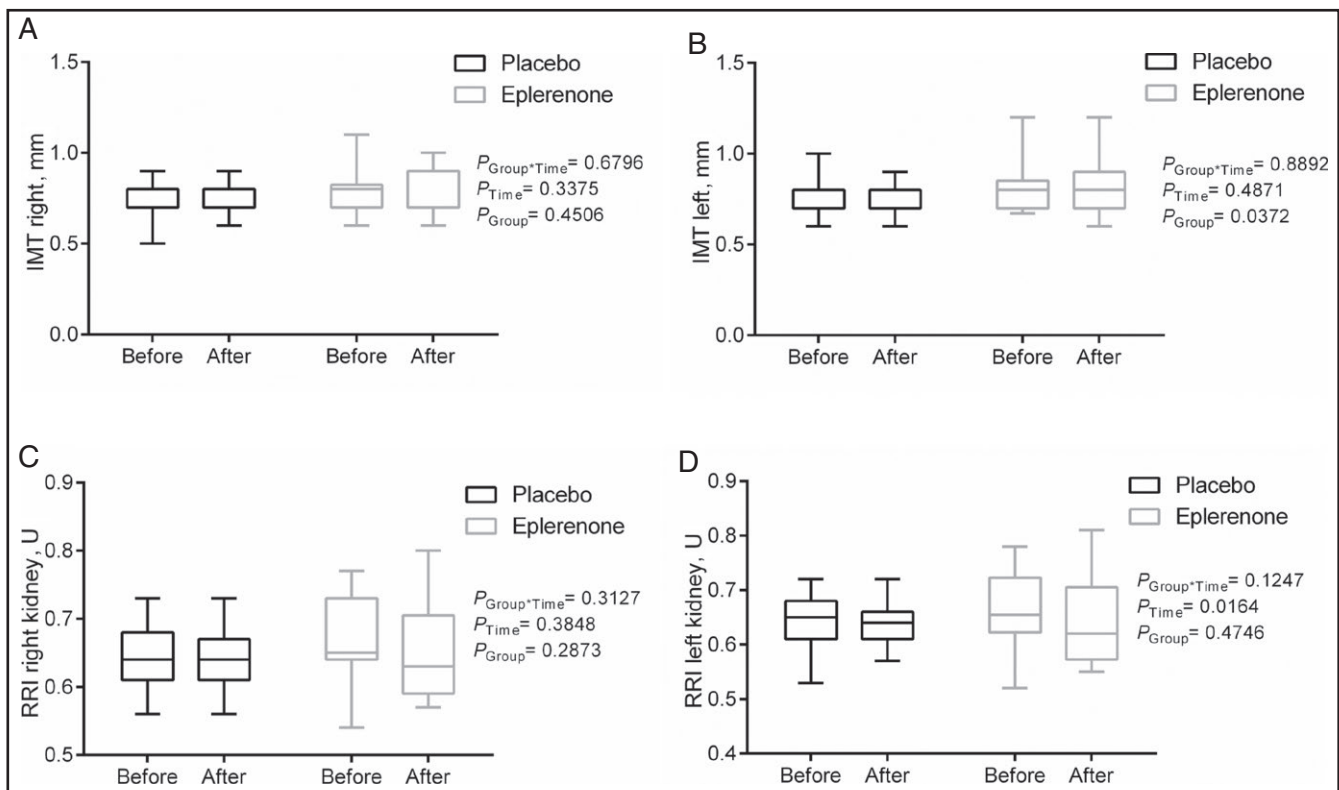 A
1.5
1.0
0.5
0.0
IMT right, mm
Placebo
Eplerenone
PGroup*Time= 0.6796
PTime= 0.3375
PGroup= 0.4506
Before After Before After
B
1.5
1.0
0.5
0.0
IMT left, mm
Placebo
Eplerenone
PGroup*Time= 0.8892
PTime= 0.4871
PGroup= 0.0372
Before After Before After
C
0.9
0.8
0.7
0.6
0.5
RRI right kidney, U
Placebo
Eplerenone
PGroup*Time= 0.3127
PTime= 0.3848
PGroup= 0.2873
Before After Before After
D
0.9
0.8
0.7
0.6
0.5
0.4
RRI left kidney, U
Placebo
Eplerenone
PGroup*Time= 0.1247
PTime= 0.0164
PGroup= 0.4746
Before After Before After